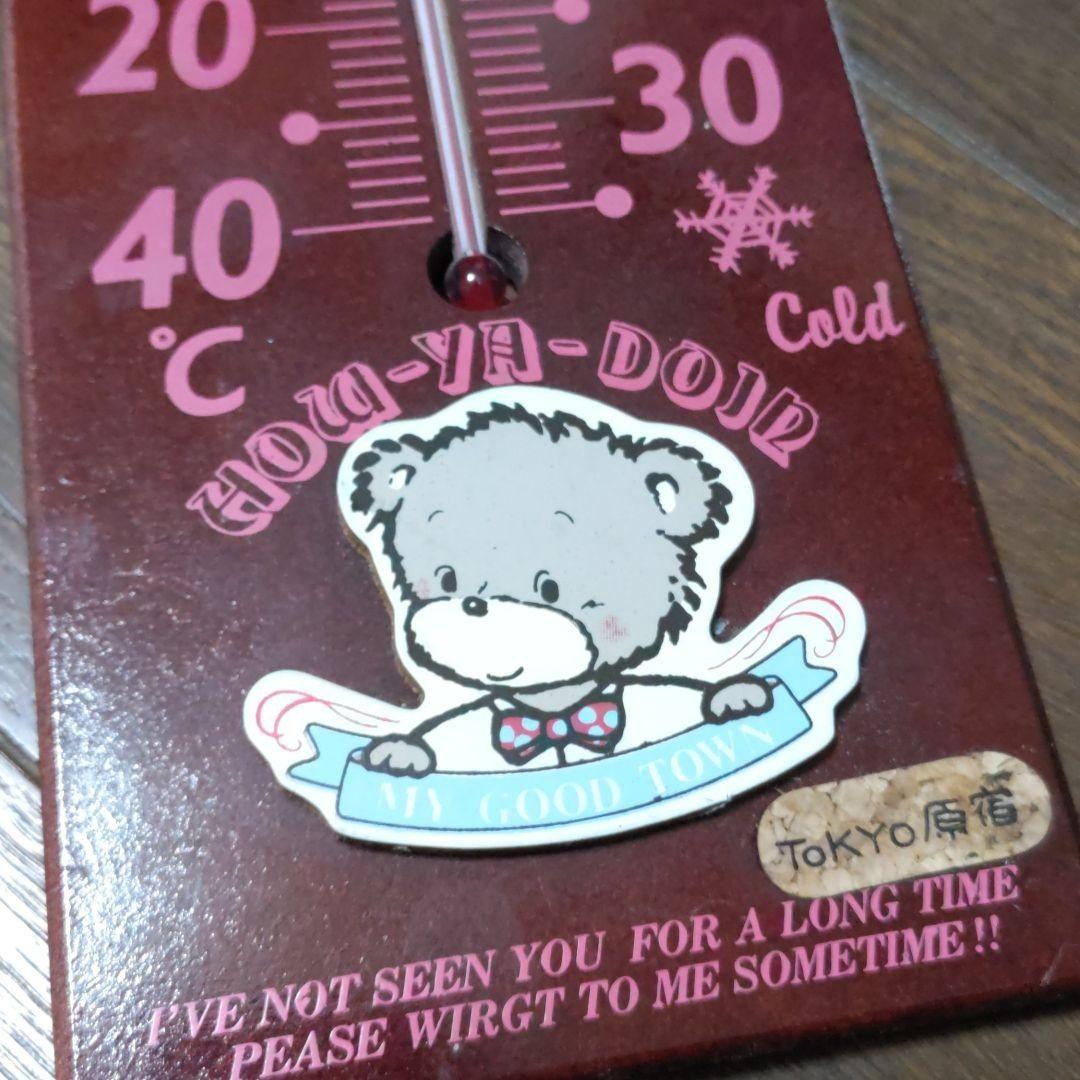 20
30
40
°C
Cold
HOW-YA-DOIN
MY GOOD TOWN
ToKYO原宿
I'VE NOT SEEN YOU FOR A LONG TIME
PEASE WIRGT TO ME SOMETIME!!